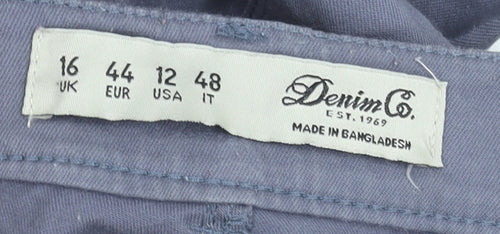 16 44 12 48
UK EUR USA IT
Denim Co.
EST. 1969
MADE IN BANGLADESH